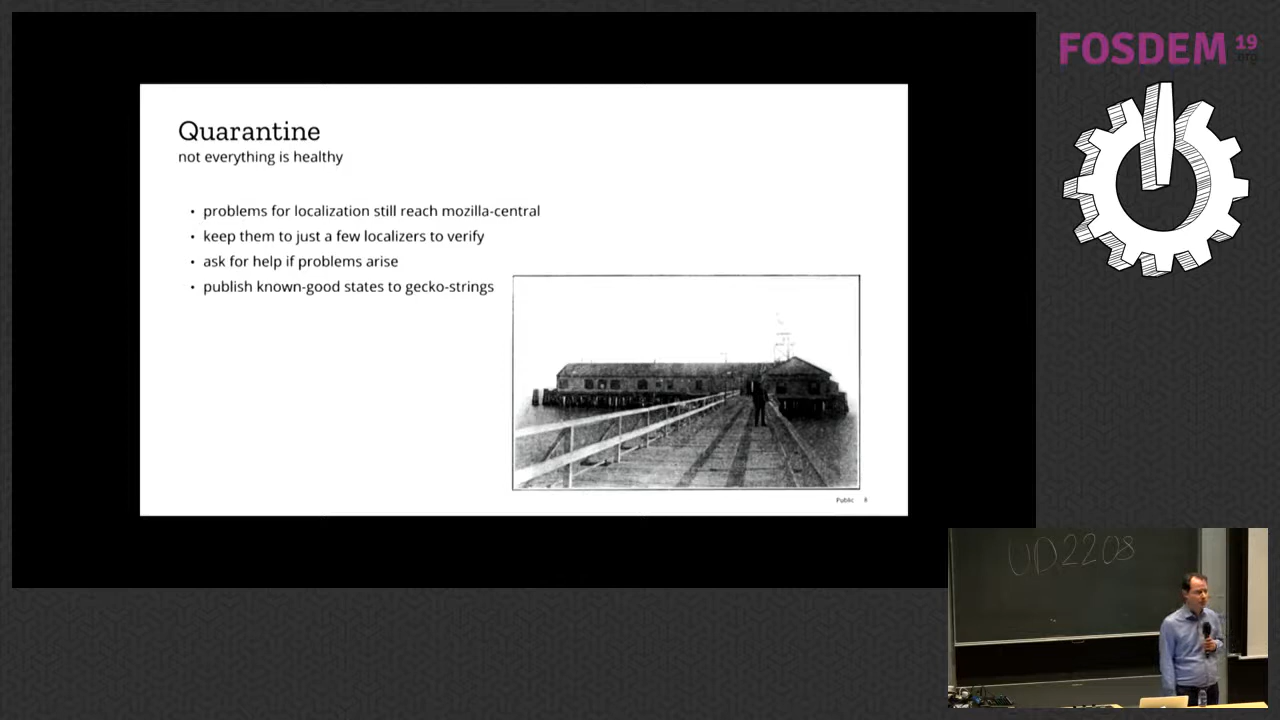 Quarantine
not everything is healthy
• problems for localization still reach mozilla-central
• keep them to just a few localizers to verify
• ask for help if problems arise
• publish known-good states to gecko-strings
Public 8
FOSDEM 19
.org
UD2208